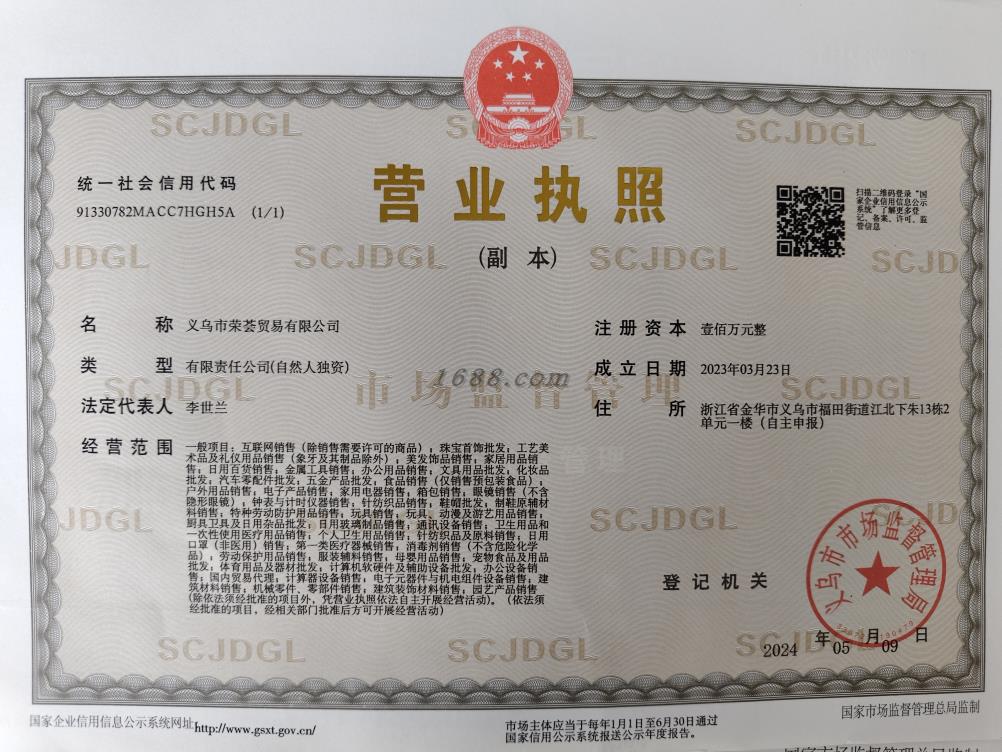 统一社会信用代码
91330782MACC7HGH5A (1/1)
营业执照
(副 本)
扫描二维码登录“国
家企业信用信息公示
系统”了解更多登
记、备案、许可、监
管信息
名 称 义乌市荣荟贸易有限公司
类 型 有限责任公司(自然人独资)
法定代表人 李世兰
经营范围 一般项目：互联网销售（除销售需要许可的商品）；珠宝首饰批发；工艺美
术品及礼仪用品销售（象牙及其制品除外）；美发饰品销售；家居用品销
售；日用百货销售；金属工具销售；办公用品销售；文具用品批发；化妆品
批发；汽车零配件批发；五金产品批发；食品销售（仅销售预包装食品）；
户外用品销售；电子产品销售；家用电器销售；箱包销售；眼镜销售（不含
隐形眼镜）；钟表与计时仪器销售；针纺织品销售；鞋帽批发；制鞋原辅材
料销售；特种劳动防护用品销售；玩具销售；玩具、动漫及游艺用品销售；
厨具卫具及日用杂品批发；日用玻璃制品销售；通讯设备销售；卫生用品和
一次性使用医疗用品销售；个人卫生用品销售；针纺织品及原料销售；日用
口罩（非医用）销售；第一类医疗器械销售；消毒剂销售（不含危险化学
品）；劳动保护用品销售；服装辅料销售；母婴用品销售；宠物食品及用品
批发；体育用品及器材批发；计算机软硬件及辅助设备批发；办公设备销
售；国内贸易代理；计算器设备销售；电子元器件与机电组件设备销售；建
筑材料销售；机械零件、零部件销售；建筑装饰材料销售；园艺产品销售
(除依法须经批准的项目外，凭营业执照依法自主开展经营活动)。（依法须
经批准的项目，经相关部门批准后方可开展经营活动）
注册资本 壹佰万元整
成立日期 2023年03月23日
住 所 浙江省金华市义乌市福田街道江北下朱13栋2
单元一楼（自主申报）
1688.com
市场监督管理
SCJDGL
登记机关
义乌市市场监督管理局
2024 年 05 月 09 日
国家企业信用信息公示系统网址:http://www.gsxt.gov.cn/
市场主体应当于每年1月1日至6月30日通过
国家信用公示系统报送公示年度报告。
国家市场监督管理总局监制